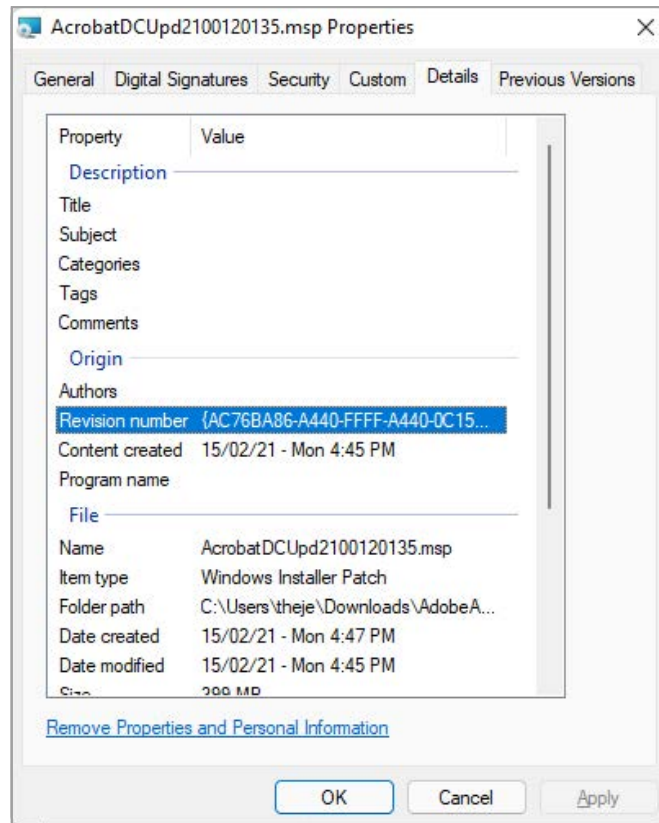 AcrobatDCUpd2100120135.msp Properties
General Digital Signatures Security Custom Details Previous Versions
Property Value
Description
Title
Subject
Categories
Tags
Comments
Origin
Authors
Revision number {AC76BA86-A440-FFFF-A440-0C15...
Content created 15/02/21 - Mon 4:45 PM
Program name
File
Name AcrobatDCUpd2100120135.msp
Item type Windows Installer Patch
Folder path C:\Users\theje\Downloads\AdobeA...
Date created 15/02/21 - Mon 4:47 PM
Date modified 15/02/21 - Mon 4:45 PM
Size 299 MB
Remove Properties and Personal Information
OK Cancel Apply